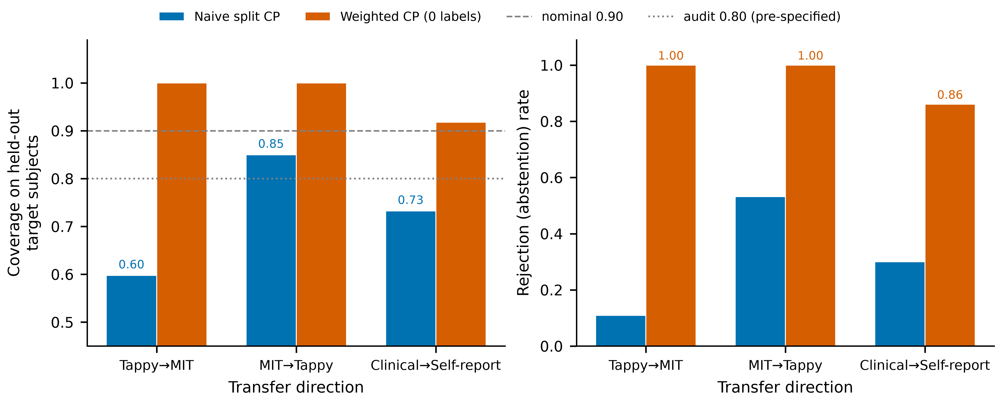 Naive split CP
Weighted CP (0 labels)
nominal 0.90
audit 0.80 (pre-specified)
Coverage on held-out
target subjects
1.0
0.9
0.8
0.7
0.6
0.5
0.60
0.85
0.73
Tappy→MIT
MIT→Tappy
Clinical→Self-report
Transfer direction
Rejection (abstention) rate
1.0
0.8
0.6
0.4
0.2
0.0
1.00
1.00
0.86
Tappy→MIT
MIT→Tappy
Clinical→Self-report
Transfer direction